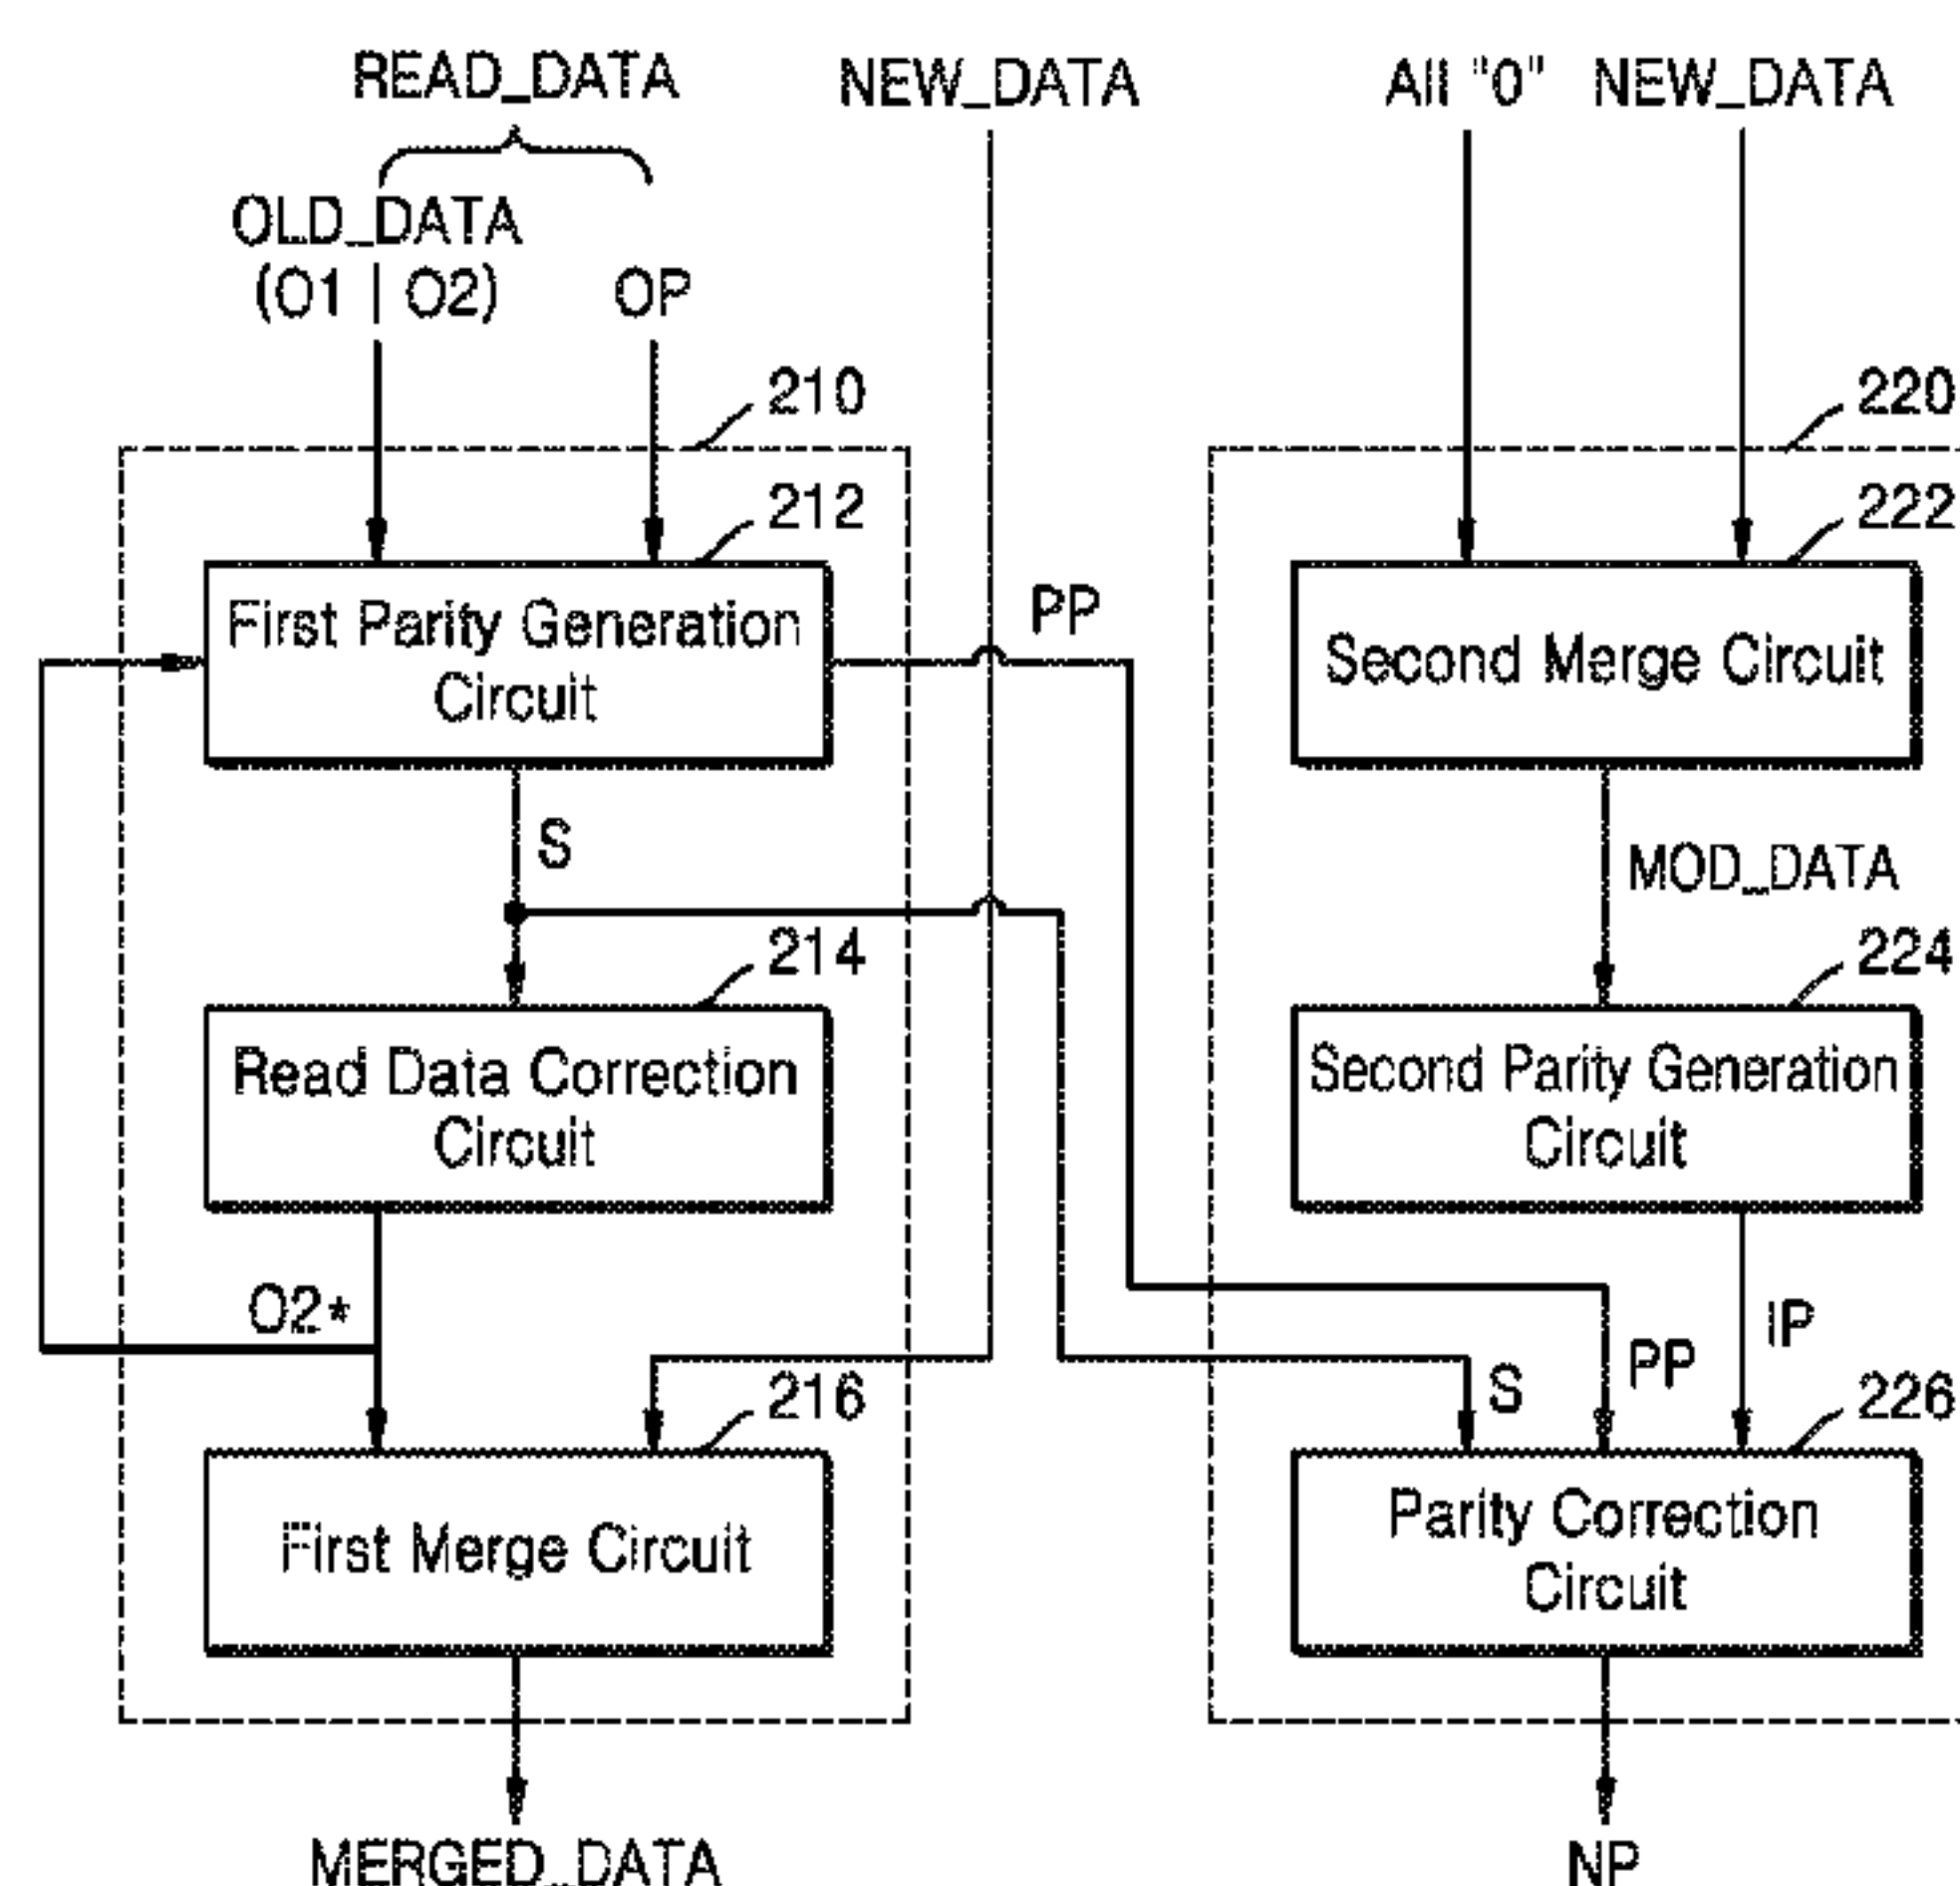 READ_DATA
NEW_DATA
All "0"
NEW_DATA
OLD_DATA
(O1 | O2)
OP
210
220
212
222
First Parity Generation
Circuit
PP
Second Merge Circuit
S
MOD_DATA
214
224
Read Data Correction
Circuit
Second Parity Generation
Circuit
O2*
IP
PP
S
216
226
First Merge Circuit
Parity Correction
Circuit
MERGED_DATA
NP